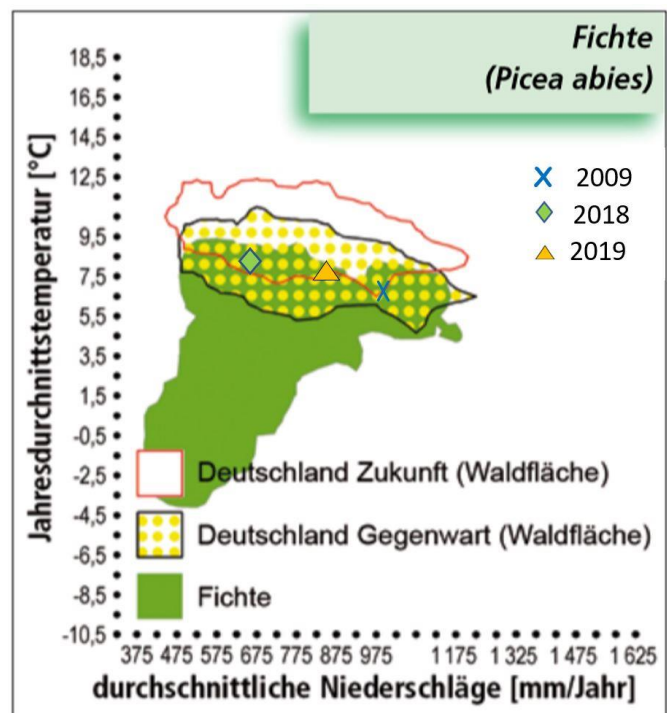 Fichte
(Picea abies)
2009
2018
2019
Jahresdurchnittstemperatur [°C]
18,5
16,5
14,5
12,5
9,5
7,5
5,5
3,5
1,5
-0,5
-2,5
-4,5
-6,5
-8,5
-10,5
Deutschland Zukunft (Waldfläche)
Deutschland Gegenwart (Waldfläche)
Fichte
375 475 575 675 775 875 975 1 175 1 325 1 475 1 625
durchschnittliche Niederschläge [mm/Jahr]